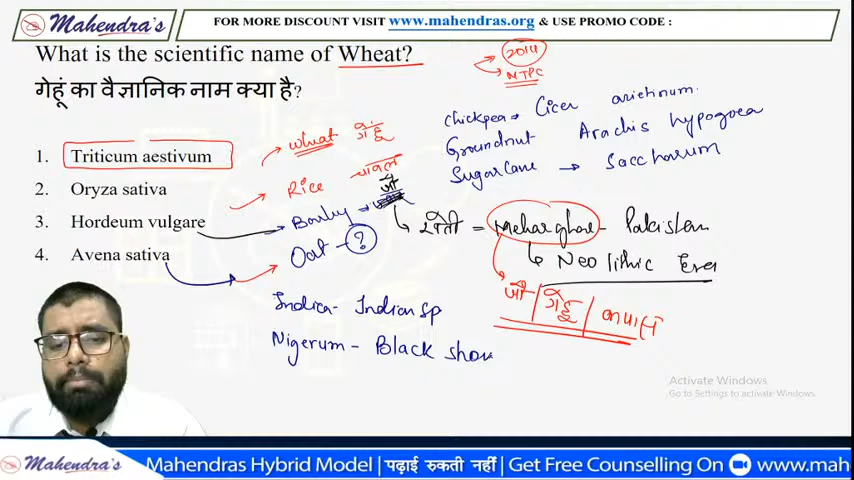 Mahendra's FOR MORE DISCOUNT VISIT www.mahendras.org & USE PROMO CODE :
What is the scientific name of Wheat?
गेहूं का वैज्ञानिक नाम क्या है?
2014
NTPC
1. Triticum aestivum
2. Oryza sativa
3. Hordeum vulgare
4. Avena sativa
wheat गेहूं
Rice चावल
Barley
जौ
Oat - ?
chickpea → Cicer arietinum.
Groundnut Arachis hypogoea
Sugarcane → Saccharum
खेती = Mehargharh - Pakistan
Neolithic Era
जौ / गेहूं / कपास
Indica - Indian sp
Nigerum - Black show
Activate Windows
Go to Settings to activate Windows.
Mahendra's Mahendras Hybrid Model | पढ़ाई रुकती नहीं | Get Free Counselling On www.mah